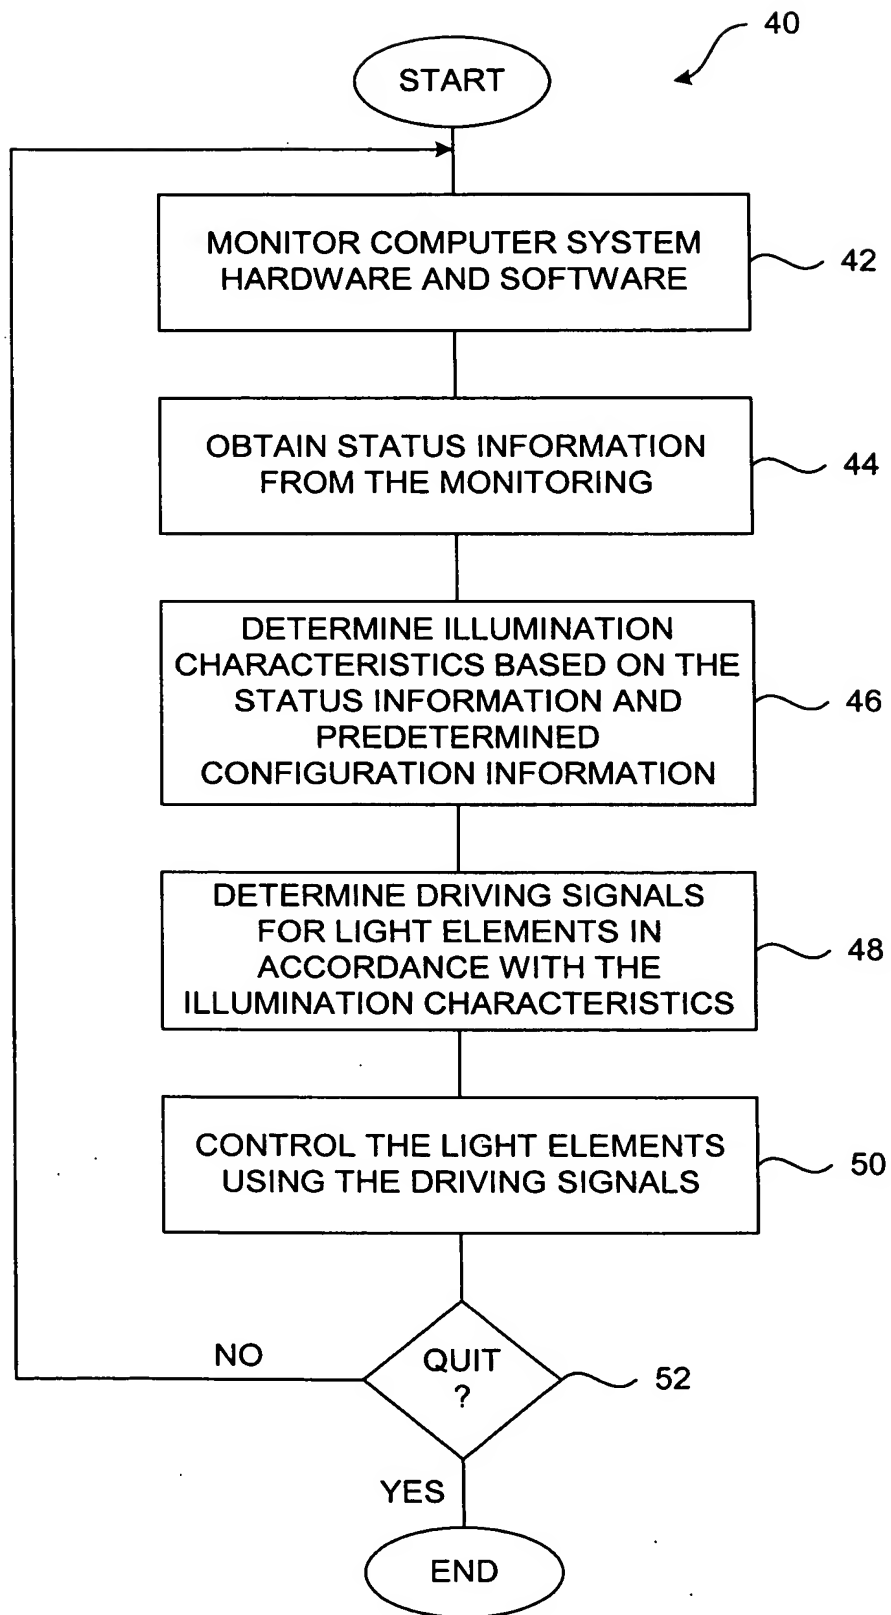 40
START
MONITOR COMPUTER SYSTEM
HARDWARE AND SOFTWARE
42
OBTAIN STATUS INFORMATION
FROM THE MONITORING
44
DETERMINE ILLUMINATION
CHARACTERISTICS BASED ON THE
STATUS INFORMATION AND
PREDETERMINED
CONFIGURATION INFORMATION
46
DETERMINE DRIVING SIGNALS
FOR LIGHT ELEMENTS IN
ACCORDANCE WITH THE
ILLUMINATION CHARACTERISTICS
48
CONTROL THE LIGHT ELEMENTS
USING THE DRIVING SIGNALS
50
QUIT
?
52
NO
YES
END